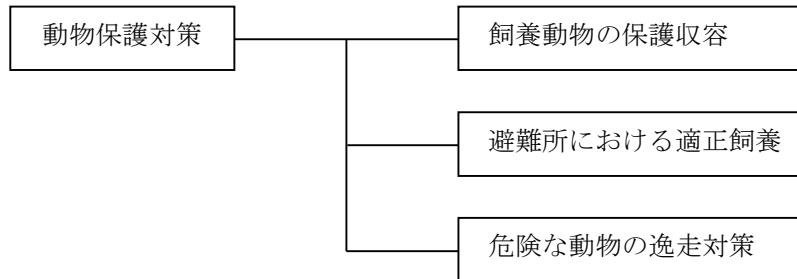 動物保護対策
飼養動物の保護収容
避難所における適正飼養
危険な動物の逸走対策